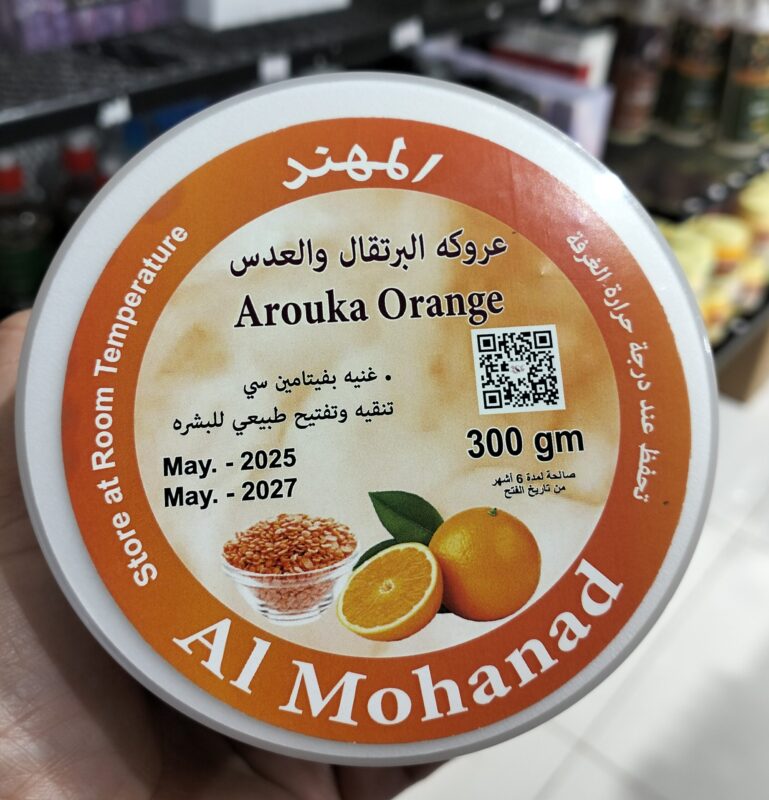 المهند
عروكه البرتقال والعدس
Arouka Orange
• غنيه بفيتامين سي
تنقيه وتفتيح طبيعي للبشره
May. - 2025
May. - 2027
300 gm
صالحة لمدة 6 أشهر
من تاريخ الفتح
Store at Room Temperature
تحفظ عند درجة حرارة الغرفة
Al Mohanad